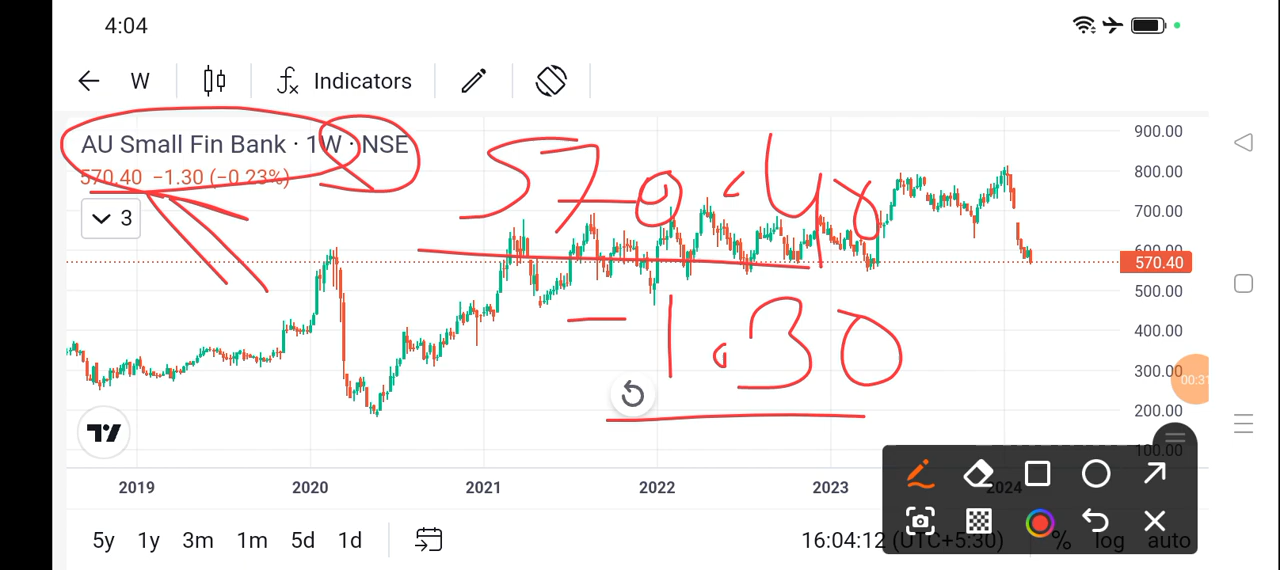 4:04
W
Indicators
AU Small Fin Bank · 1W · NSE
570.40 −1.30 (−0.23%)
3
570.40
-1.30
900.00
800.00
700.00
600.00
570.40
500.00
400.00
300.00
00:31
200.00
100.00
2019 2020 2021 2022 2023 2024
5y 1y 3m 1m 5d 1d
16:04:12 (UTC+5:30) % log auto